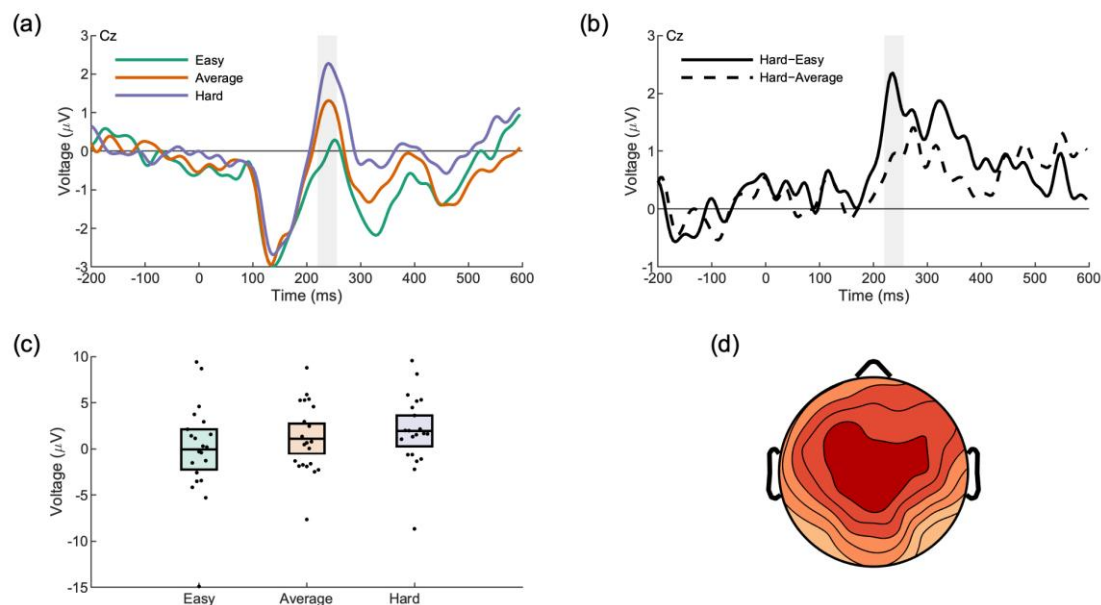 (a)
Cz
Easy
Average
Hard
Voltage (μV)
3
2
1
0
-1
-2
-3
-200 -100 0 100 200 300 400 500 600
Time (ms)
(b)
Cz
Hard−Easy
Hard−Average
Voltage (μV)
3
2
1
0
-1
-200 -100 0 100 200 300 400 500 600
Time (ms)
(c)
Voltage (μV)
10
5
0
-5
-10
-15
Easy Average Hard
(d)